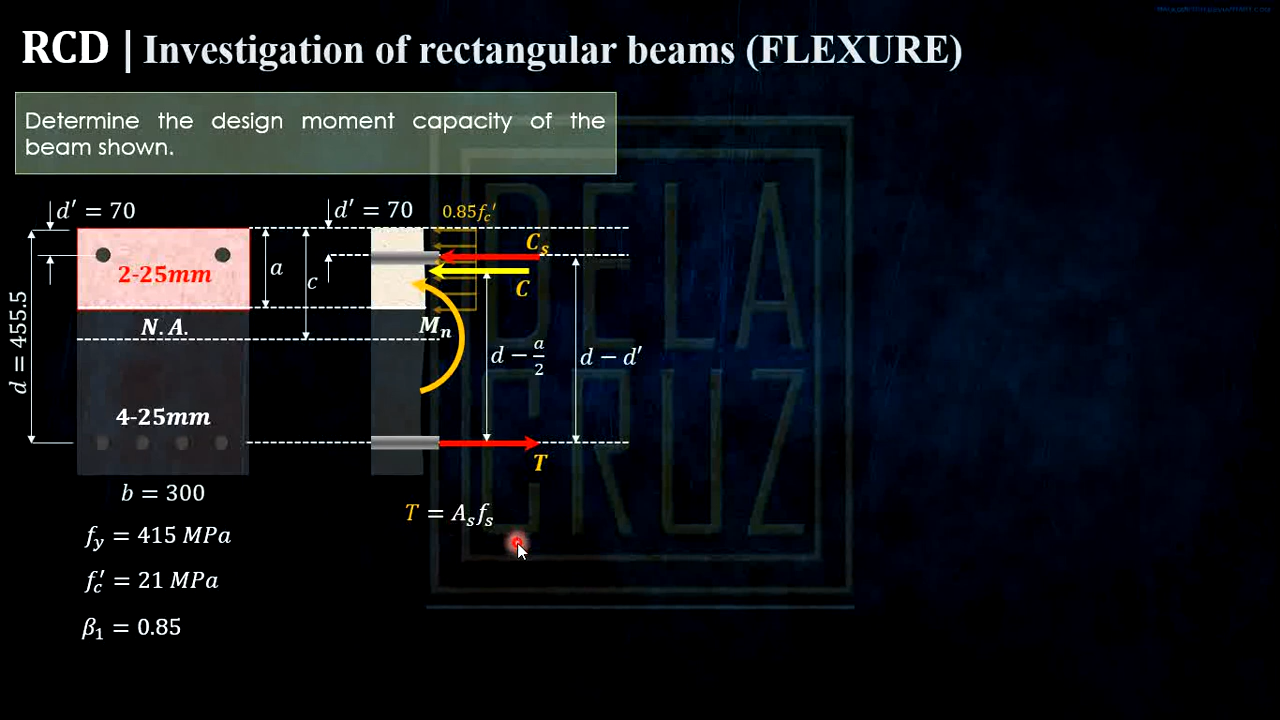 RCD | Investigation of rectangular beams (FLEXURE)
Determine the design moment capacity of the
beam shown.
d′ = 70
d′ = 70
0.85f_c′
C_s
2-25mm
a
c
C
N.A.
M_n
d = 455.5
d − a/2
d − d′
4-25mm
T
b = 300
T = A_s f_s
f_y = 415 MPa
f_c′ = 21 MPa
β_1 = 0.85
DELA
CRUZ